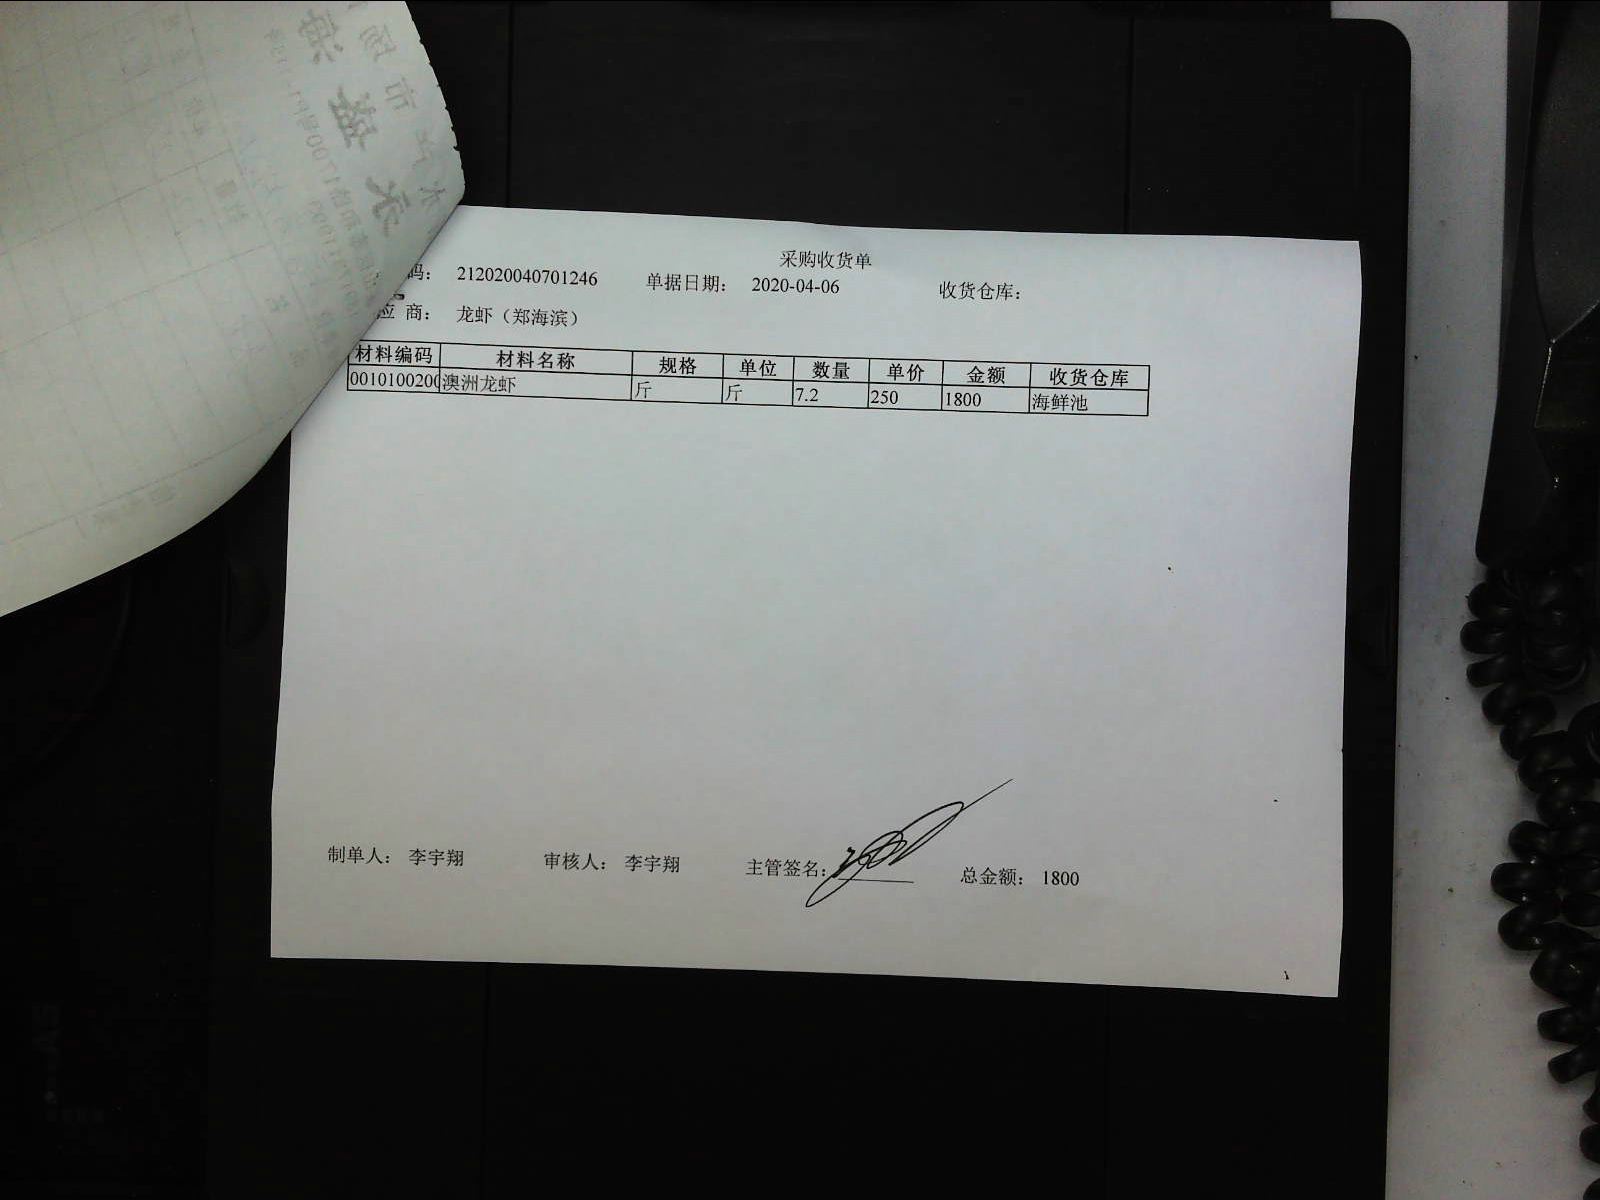 采购收货单
码： 212020040701246 单据日期： 2020-04-06 收货仓库：
应 商： 龙虾（郑海滨）
材料编码 材料名称 规格 单位 数量 单价 金额 收货仓库
0010100200 澳洲龙虾 斤 斤 7.2 250 1800 海鲜池
制单人： 李宇翔 审核人： 李宇翔 主管签名： 总金额： 1800